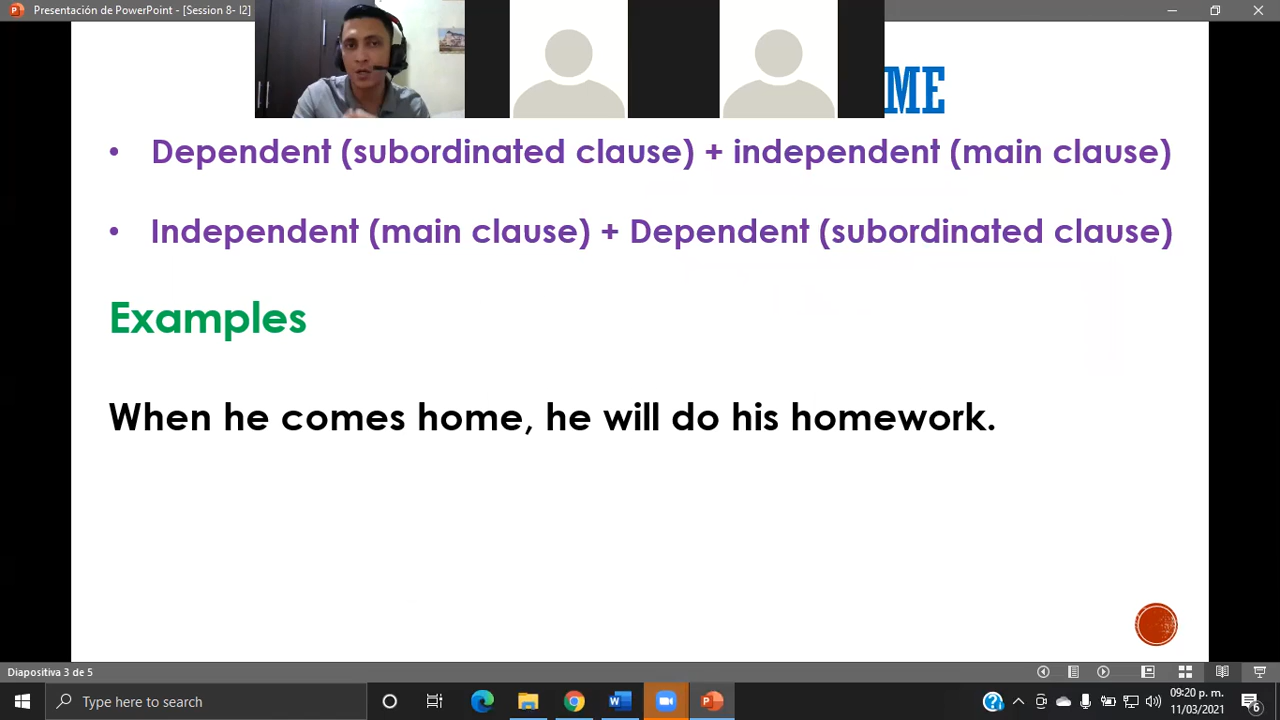 Presentación de PowerPoint - [Session 8- I2]
ME
• Dependent (subordinated clause) + independent (main clause)
• Independent (main clause) + Dependent (subordinated clause)
Examples
When he comes home, he will do his homework.
Diapositiva 3 de 5
Type here to search
09:20 p. m.
11/03/2021
6